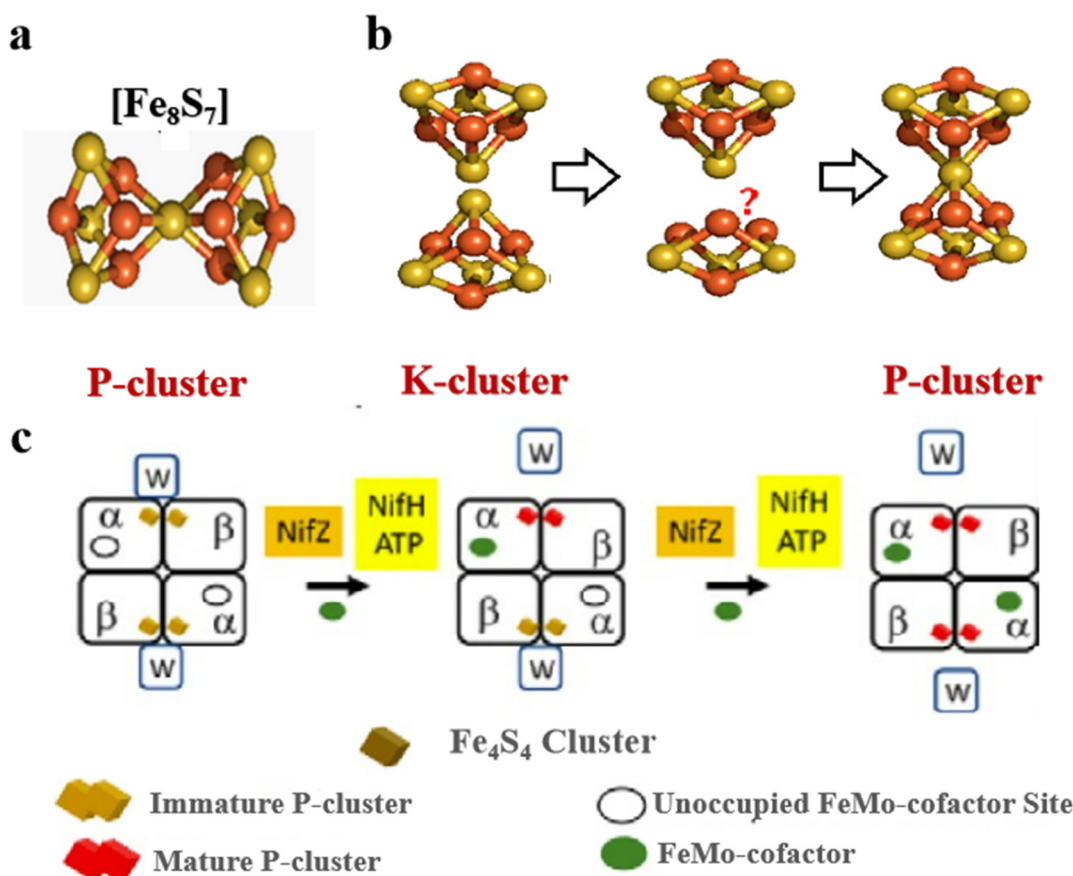 a
b
[Fe₈S₇]
?
P-cluster
K-cluster
P-cluster
c
W
W
W
α
β
NifZ
NifH
ATP
α
β
NifZ
NifH
ATP
α
β
β
α
β
α
β
α
W
W
W
Fe₄S₄ Cluster
Immature P-cluster
Unoccupied FeMo-cofactor Site
Mature P-cluster
FeMo-cofactor